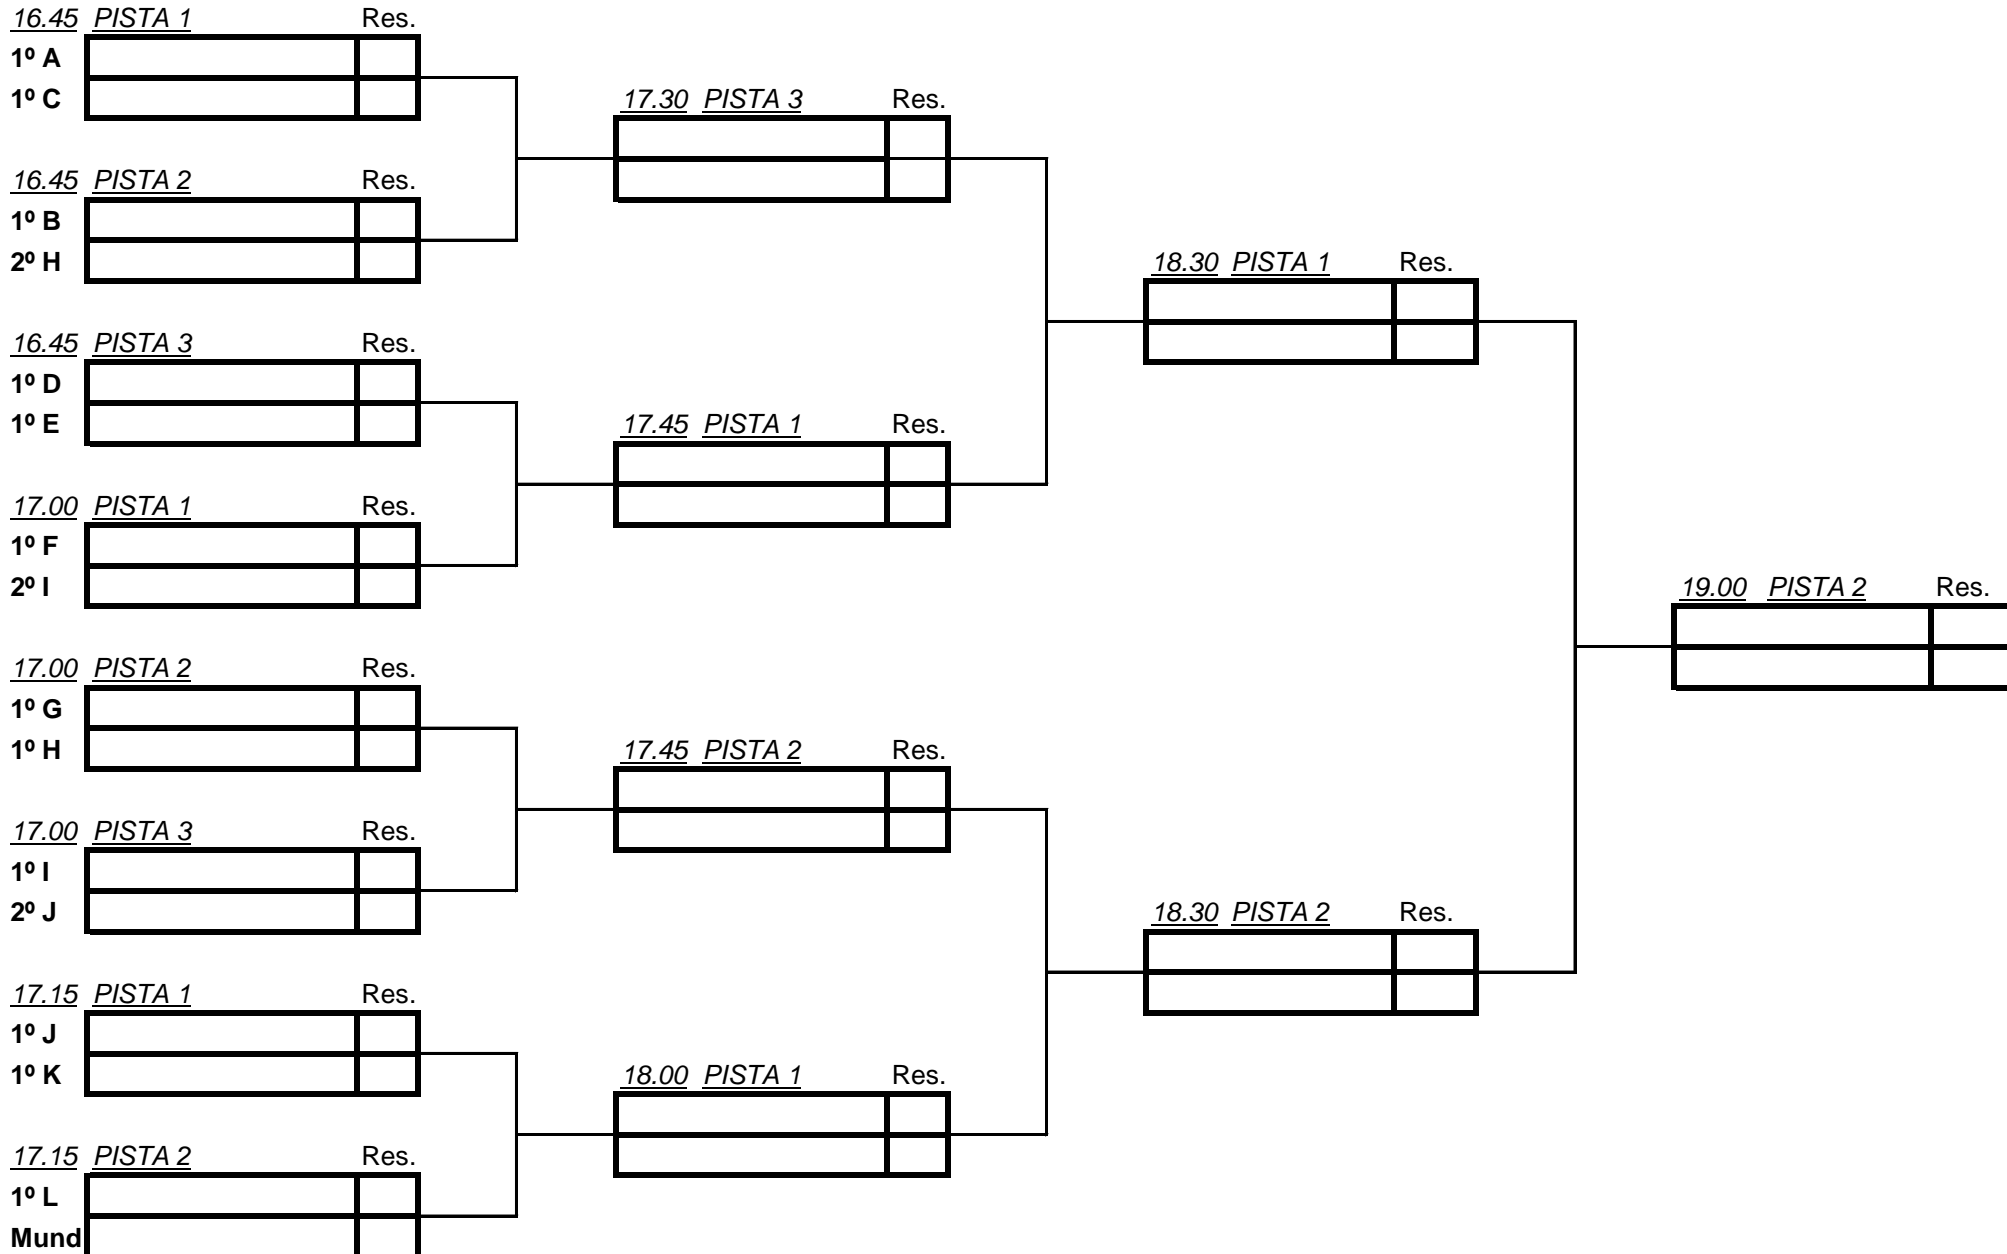 16.45 PISTA 1 Res.
1º A
1º C
17.30 PISTA 3 Res.
16.45 PISTA 2 Res.
1º B
2º H
18.30 PISTA 1 Res.
16.45 PISTA 3 Res.
1º D
1º E
17.45 PISTA 1 Res.
17.00 PISTA 1 Res.
1º F
2º I
19.00 PISTA 2 Res.
17.00 PISTA 2 Res.
1º G
1º H
17.45 PISTA 2 Res.
17.00 PISTA 3 Res.
1º I
2º J
18.30 PISTA 2 Res.
17.15 PISTA 1 Res.
1º J
1º K
18.00 PISTA 1 Res.
17.15 PISTA 2 Res.
1º L
Mund